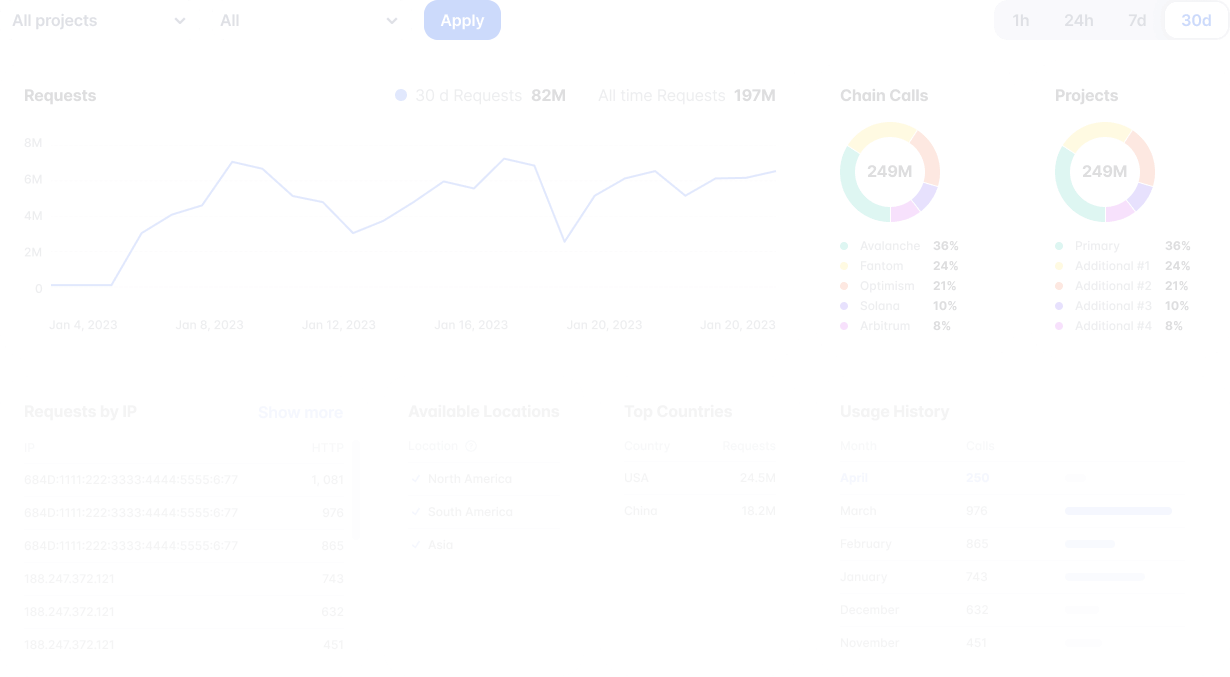 All projects All Apply 1h 24h 7d 30d
Requests 30 d Requests 82M All time Requests 197M
8M
6M
4M
2M
0
Jan 4, 2023 Jan 8, 2023 Jan 12, 2023 Jan 16, 2023 Jan 20, 2023 Jan 20, 2023
Chain Calls
249M
Avalanche 36%
Fantom 24%
Optimism 21%
Solana 10%
Arbitrum 8%
Projects
249M
Primary 36%
Additional #1 24%
Additional #2 21%
Additional #3 10%
Additional #4 8%
Requests by IP Show more
IP HTTP
684D:1111:222:3333:4444:5555:6:77 1, 081
684D:1111:222:3333:4444:5555:6:77 976
684D:1111:222:3333:4444:5555:6:77 865
188.247.372.121 743
188.247.372.121 632
188.247.372.121 451
Available Locations
Location
North America
South America
Asia
Top Countries
Country Requests
USA 24.5M
China 18.2M
Usage History
Month Calls
April 250
March 976
February 865
January 743
December 632
November 451